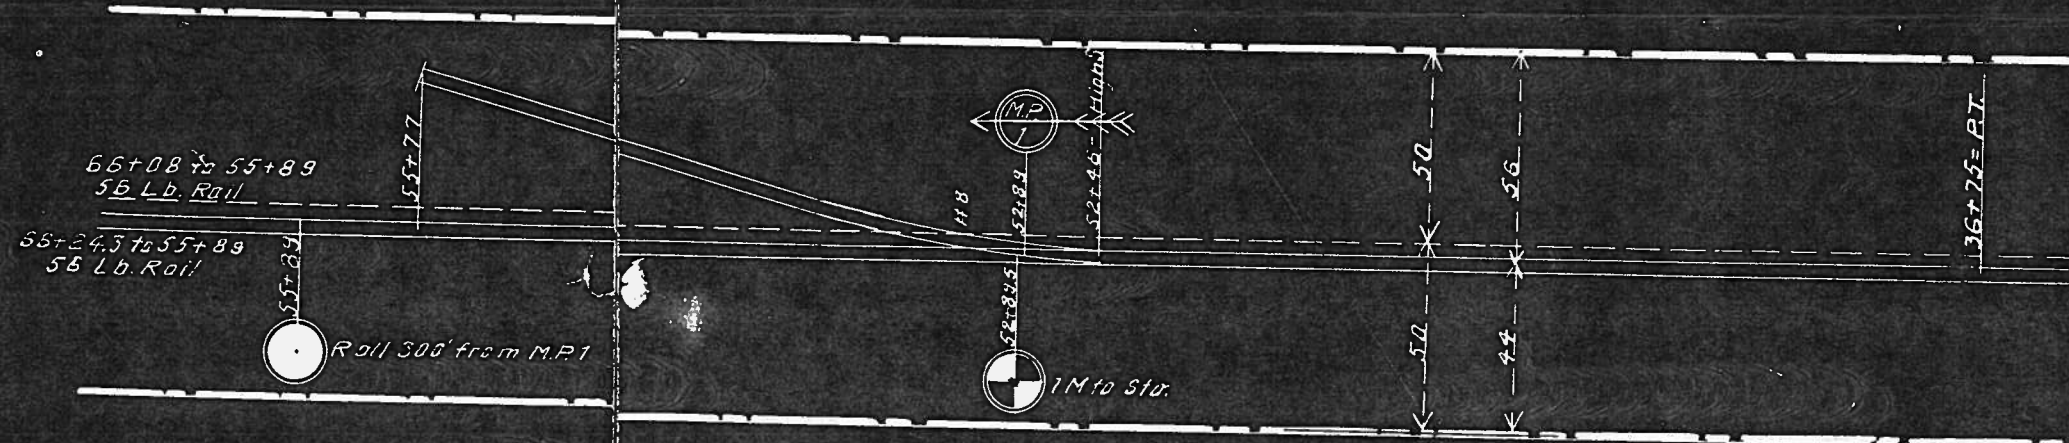 66+08 to 55+89
56 Lb. Rail
66+24.3 to 55+89
56 Lb. Rail
55+89
Rail 300' from M.P.1
55+77
#8
M.P.
1
52+89
52+46 - High
52+89.5
1 M to Sta.
50
56
50
44
36+75= P.T.